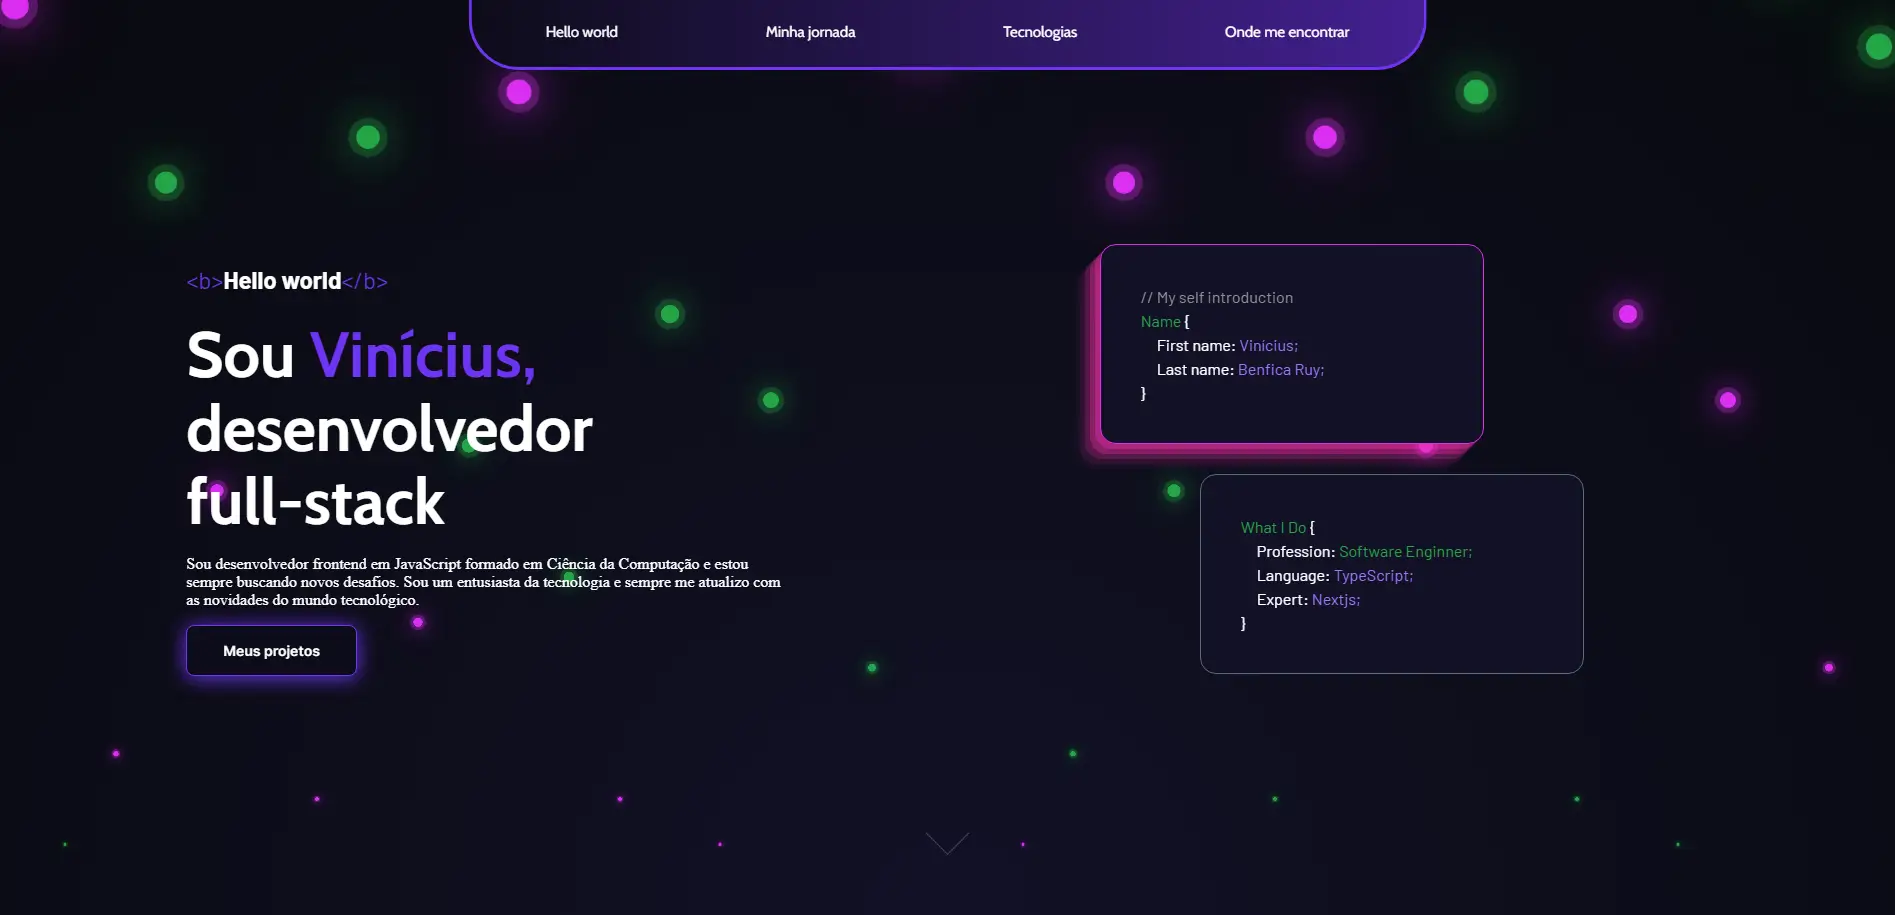 Hello world
Minha jornada
Tecnologias
Onde me encontrar
<b>Hello world</b>
Sou Vinícius,
desenvolvedor
full-stack
Sou desenvolvedor frontend em JavaScript formado em Ciência da Computação e estou
sempre buscando novos desafios. Sou um entusiasta da tecnologia e sempre me atualizo com
as novidades do mundo tecnológico.
Meus projetos
// My self introduction
Name {
First name: Vinícius;
Last name: Benfica Ruy;
}
What I Do {
Profession: Software Enginner;
Language: TypeScript;
Expert: Nextjs;
}